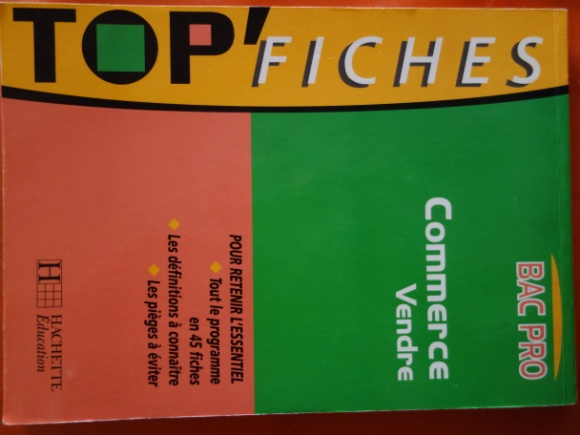 TOP'FICHES
BAC PRO
Commerce
Vendre
POUR RETENIR L'ESSENTIEL
Tout le programme
en 45 fiches
Les définitions à connaître
Les pièges à éviter
H
HACHETTE
Education